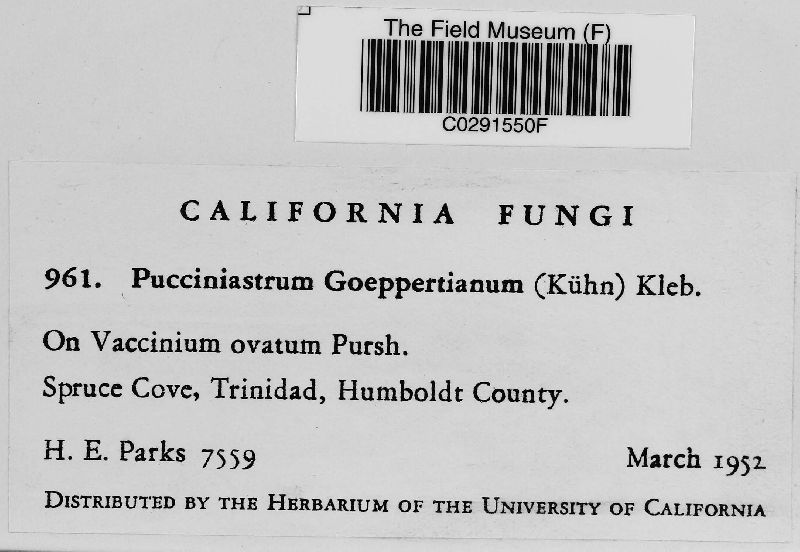 The Field Museum (F)
C0291550F
CALIFORNIA FUNGI
961. Pucciniastrum Goeppertianum (Kühn) Kleb.
On Vaccinium ovatum Pursh.
Spruce Cove, Trinidad, Humboldt County.
H. E. Parks 7559 March 1952
DISTRIBUTED BY THE HERBARIUM OF THE UNIVERSITY OF CALIFORNIA